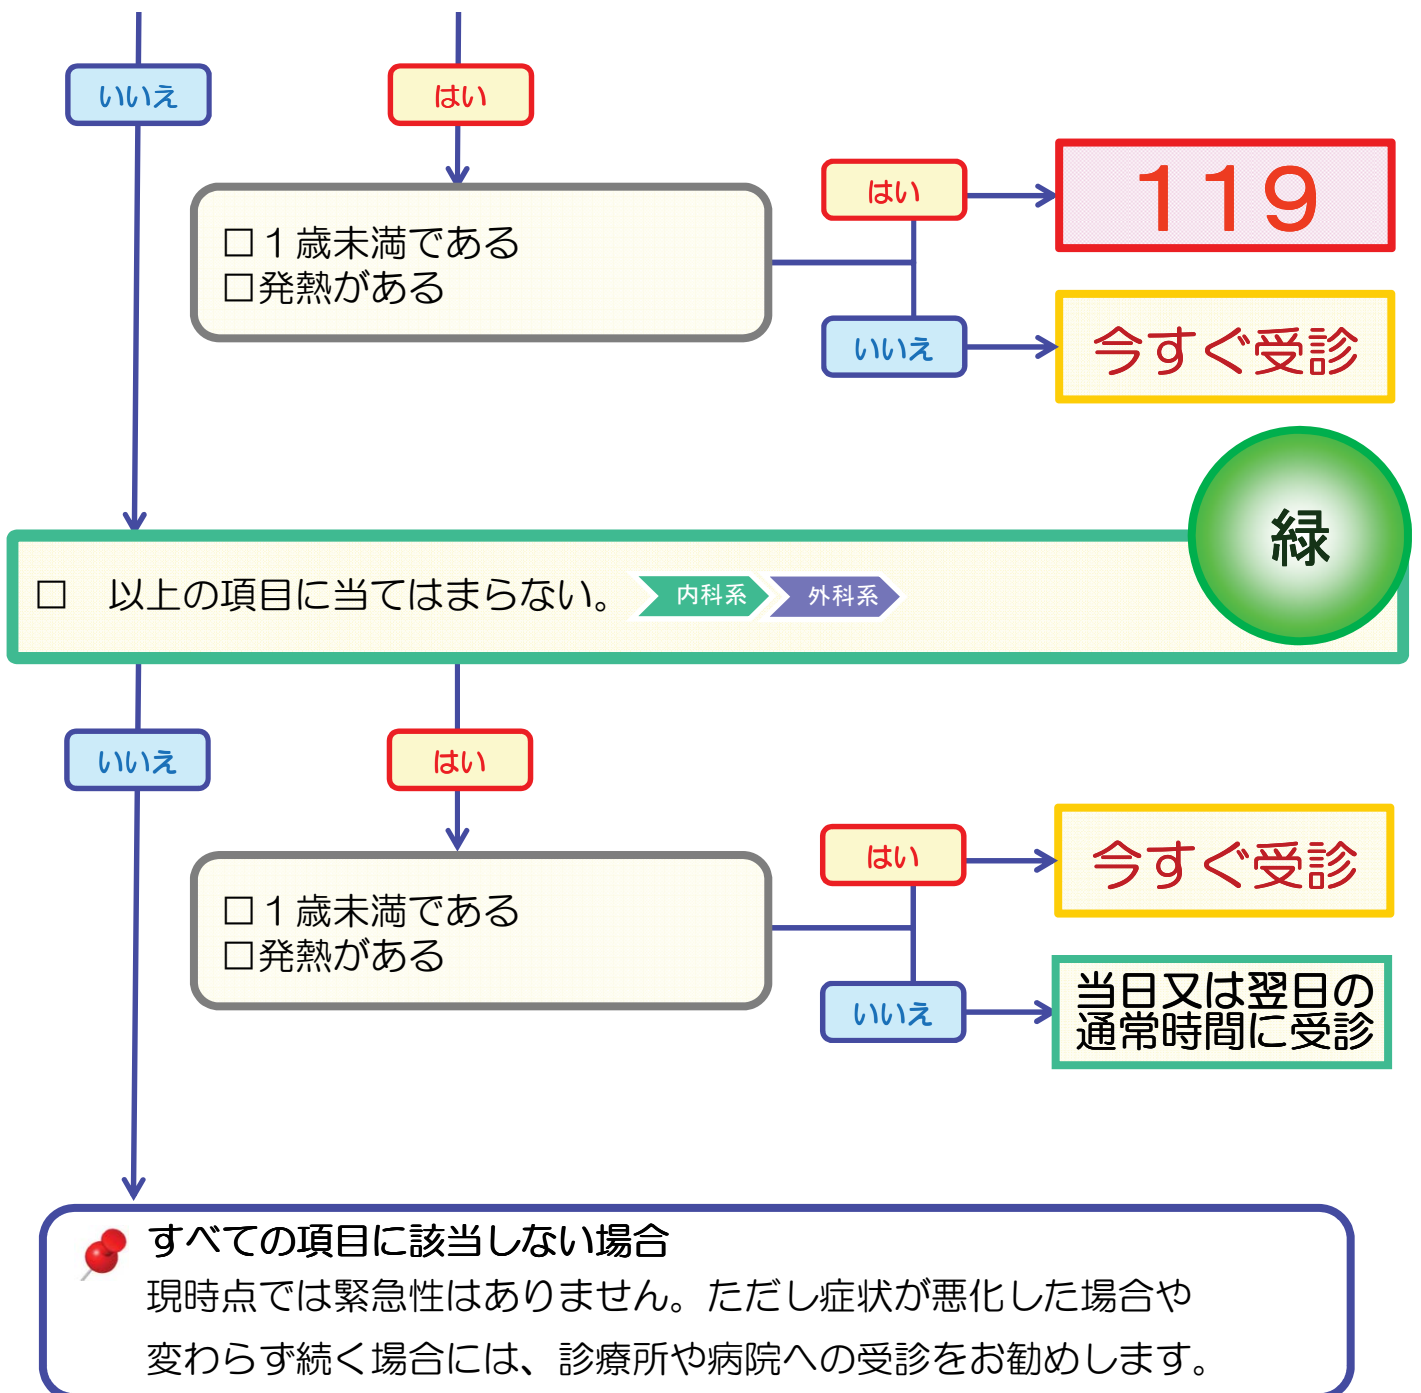 いいえ
はい
はい
119
□１歳未満である
□発熱がある
いいえ
今すぐ受診
緑
□ 以上の項目に当てはまらない。 内科系 外科系
いいえ
はい
はい
今すぐ受診
□１歳未満である
□発熱がある
いいえ
当日又は翌日の
通常時間に受診
すべての項目に該当しない場合
現時点では緊急性はありません。ただし症状が悪化した場合や
変わらず続く場合には、診療所や病院への受診をお勧めします。